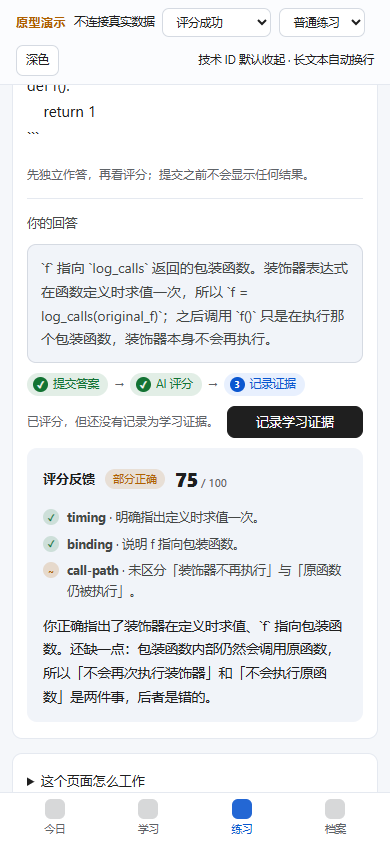 原型演示 不连接真实数据 评分成功 普通练习
深色 技术 ID 默认收起 · 长文本自动换行
def f():
    return 1
```
先独立作答，再看评分；提交之前不会显示任何结果。
你的回答
`f` 指向 `log_calls` 返回的包装函数。装饰器表达式
在函数定义时求值一次，所以 `f =
log_calls(original_f)`；之后调用 `f()` 只是在执行那
个包装函数，装饰器本身不会再执行。
✓ 提交答案 → ✓ AI 评分 → 3 记录证据
已评分，但还没有记录为学习证据。 记录学习证据
评分反馈 部分正确 75 / 100
✓ timing · 明确指出定义时求值一次。
✓ binding · 说明 f 指向包装函数。
~ call-path · 未区分「装饰器不再执行」与「原函数
仍被执行」。
你正确指出了装饰器在定义时求值、`f` 指向包装函
数。还缺一点：包装函数内部仍然会调用原函数，
所以「不会再次执行装饰器」和「不会执行原函
数」是两件事，后者是错的。
▶ 这个页面怎么工作
今日 学习 练习 档案